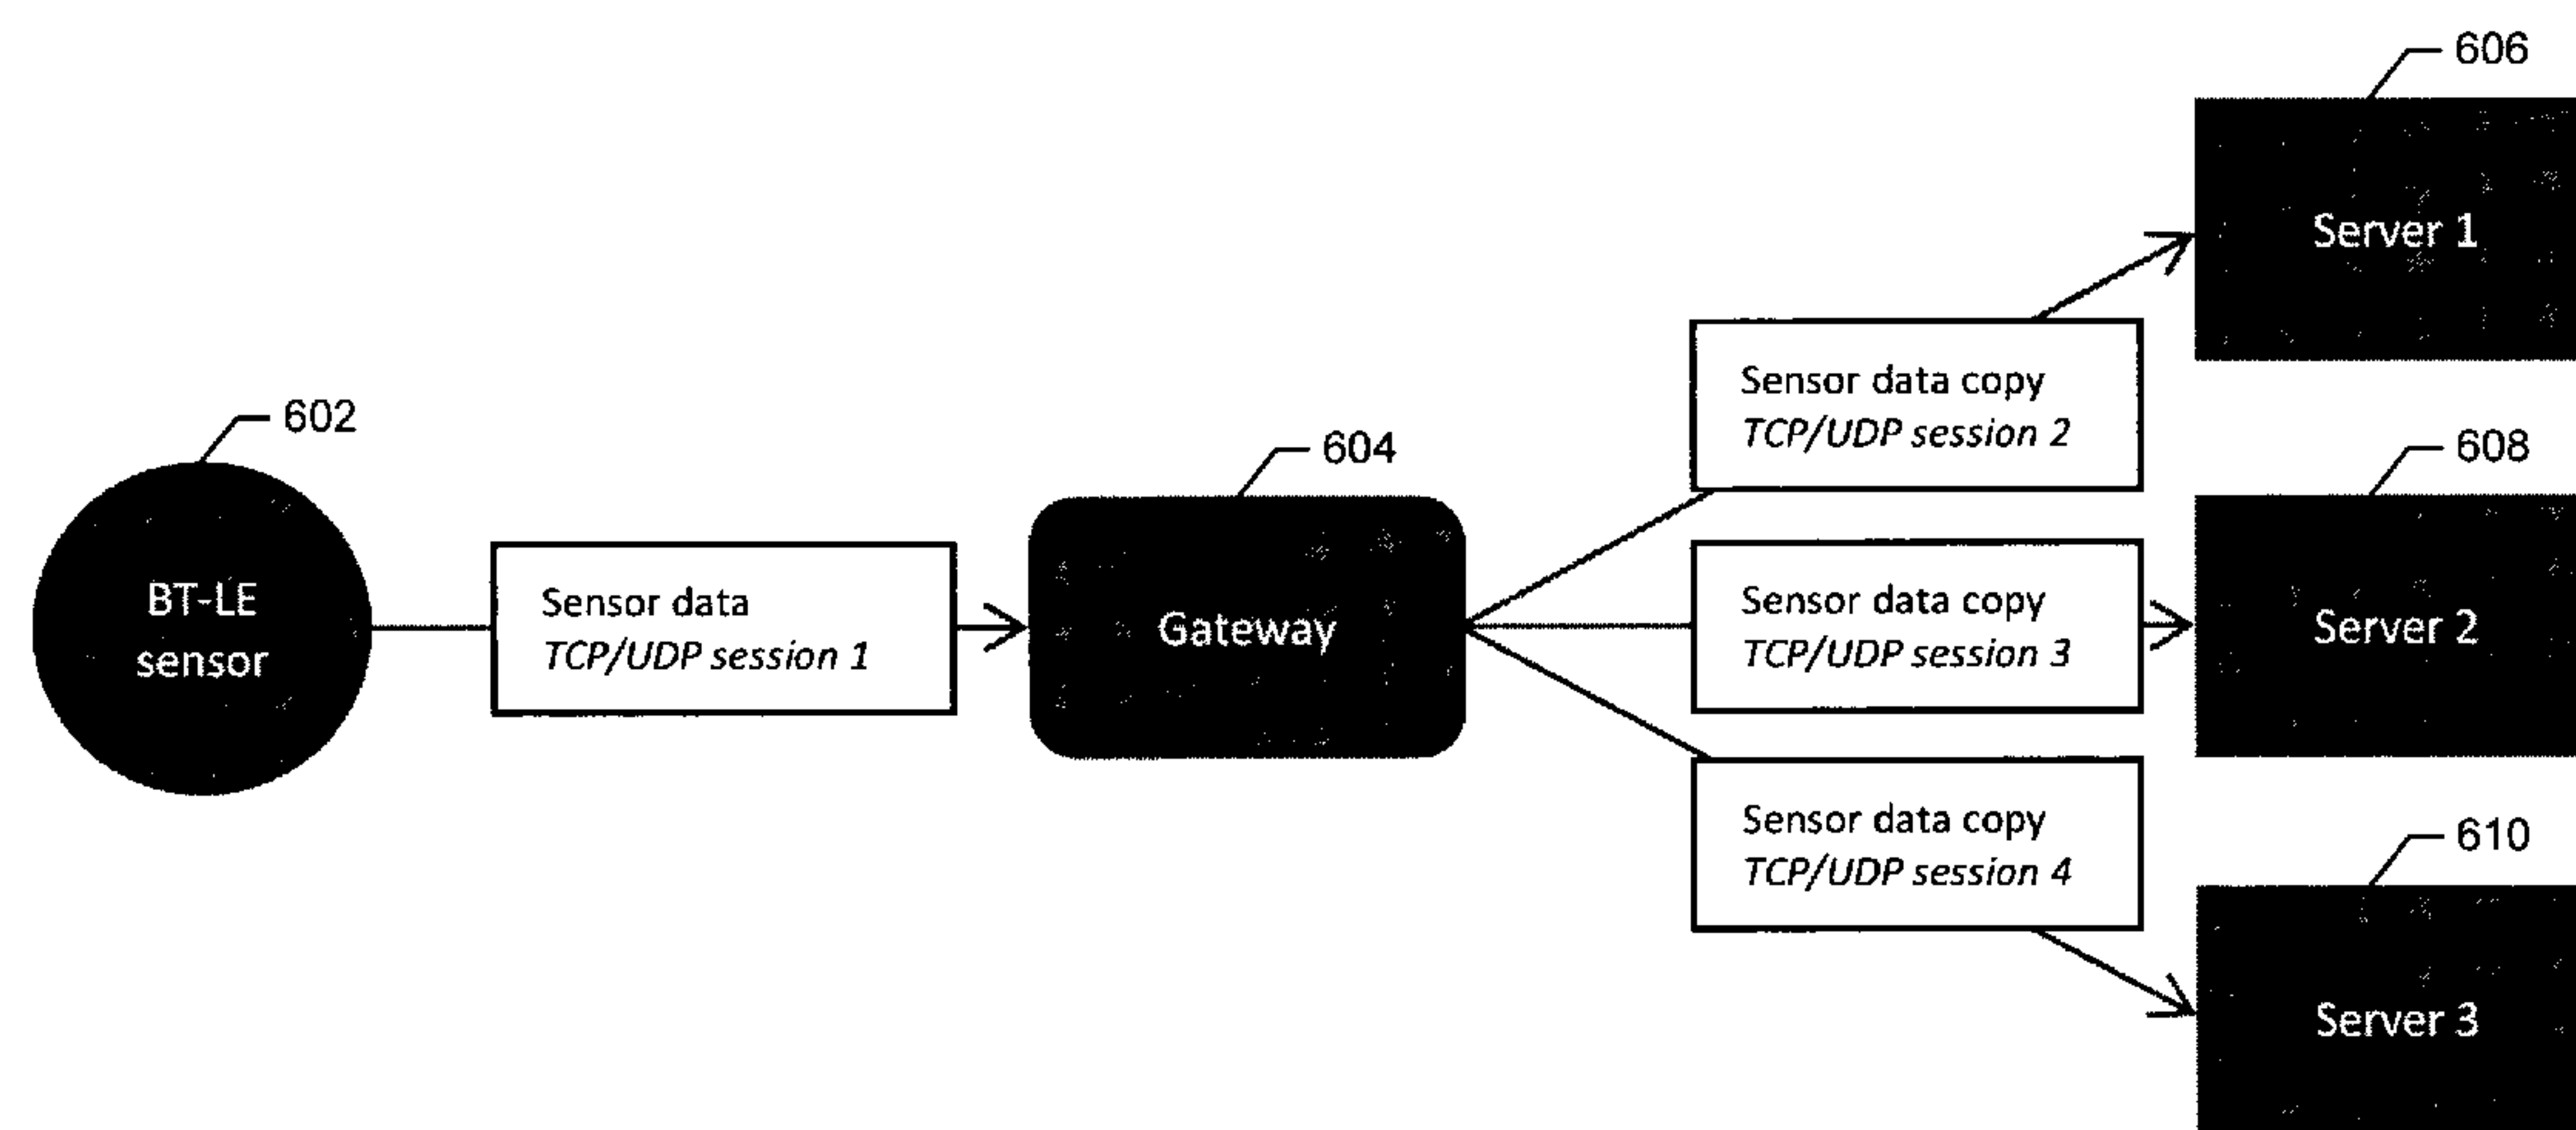 606
Server 1
Sensor data copy
TCP/UDP session 2
602
604
608
BT-LE
sensor
Sensor data
TCP/UDP session 1
Gateway
Sensor data copy
TCP/UDP session 3
Server 2
Sensor data copy
TCP/UDP session 4
610
Server 3